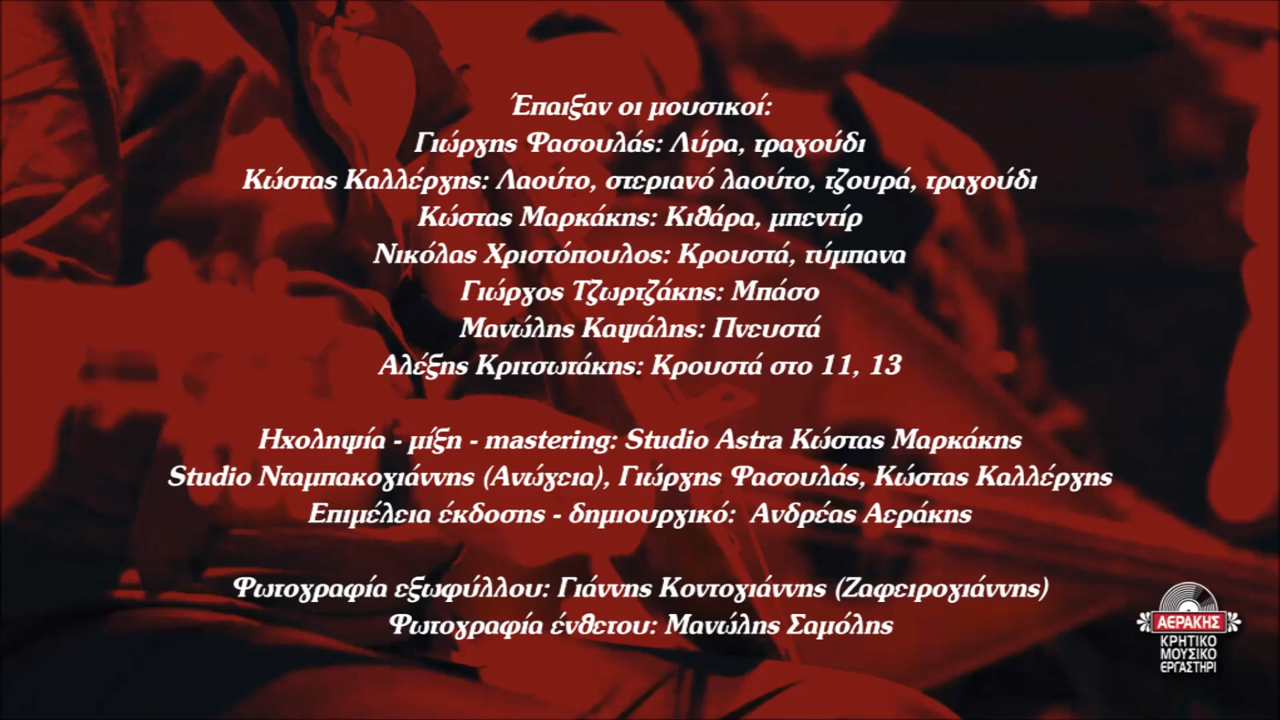 Έπαιξαν οι μουσικοί:
Γιώργης Φασουλάς: Λύρα, τραγούδι
Κώστας Καλλέργης: Λαούτο, στεριανό λαούτο, τζουρά, τραγούδι
Κώστας Μαρκάκης: Κιθάρα, μπεντίρ
Νικόλας Χριστόπουλος: Κρουστά, τύμπανα
Γιώργος Τζωρτζάκης: Μπάσο
Μανώλης Καψάλης: Πνευστά
Αλέξης Κριτσωτάκης: Κρουστά στο 11, 13
Ηχοληψία - μίξη - mastering: Studio Astra Κώστας Μαρκάκης
Studio Νταμπακογιάννης (Ανώγεια), Γιώργης Φασουλάς, Κώστας Καλλέργης
Επιμέλεια έκδοσης - δημιουργικό: Ανδρέας Αεράκης
Φωτογραφία εξωφύλλου: Γιάννης Κοντογιάννης (Ζαφειρογιάννης)
Φωτογραφία ένθετου: Μανώλης Σαμόλης
ΑΕΡΑΚΗΣ
ΚΡΗΤΙΚΟ
ΜΟΥΣΙΚΟ
ΕΡΓΑΣΤΗΡΙ